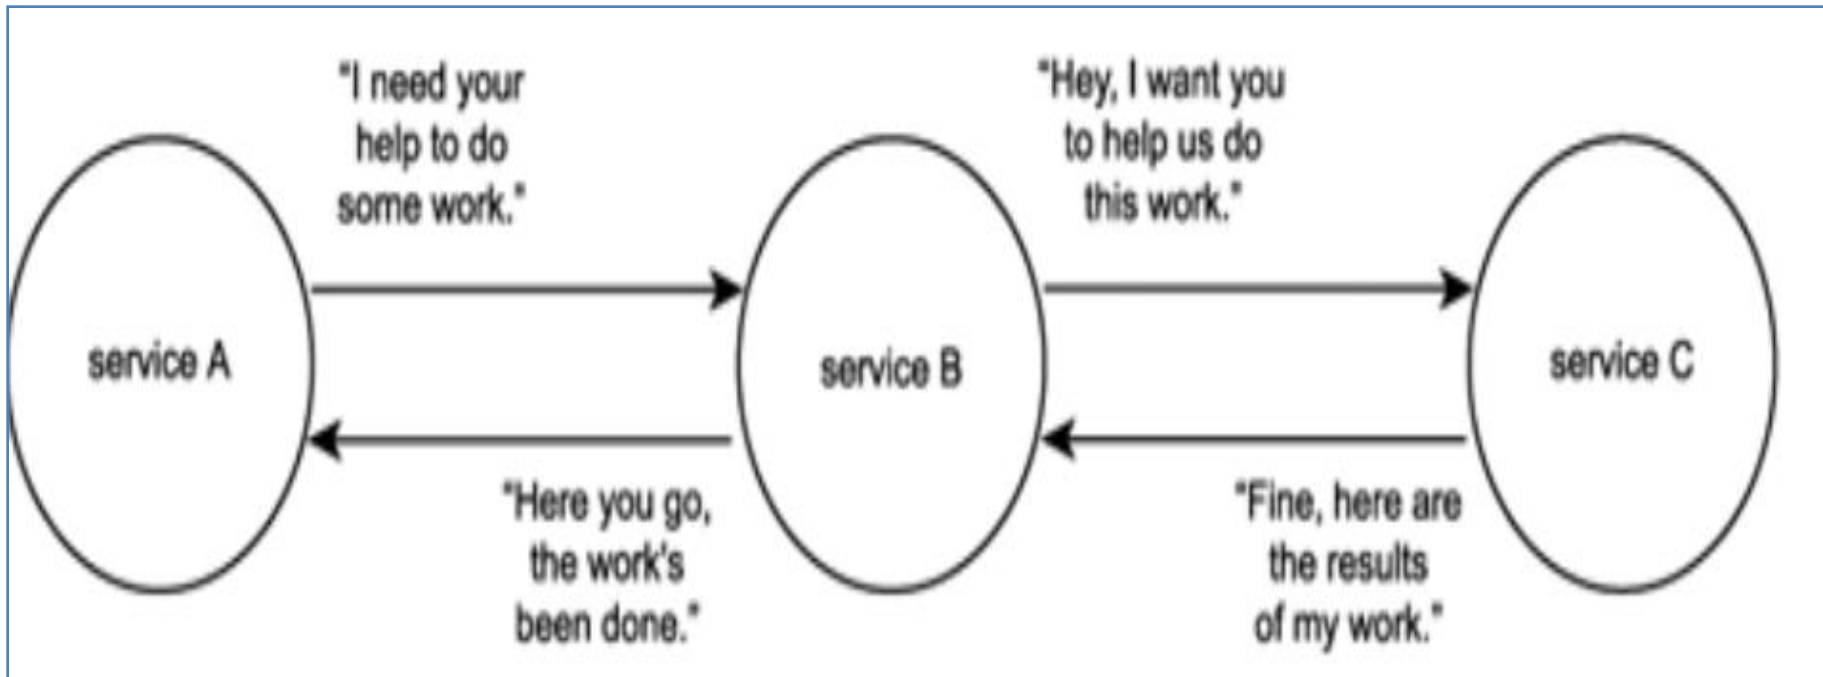 "I need your
help to do
some work."
"Hey, I want you
to help us do
this work."
service A
service B
service C
"Here you go,
the work's
been done."
"Fine, here are
the results
of my work."